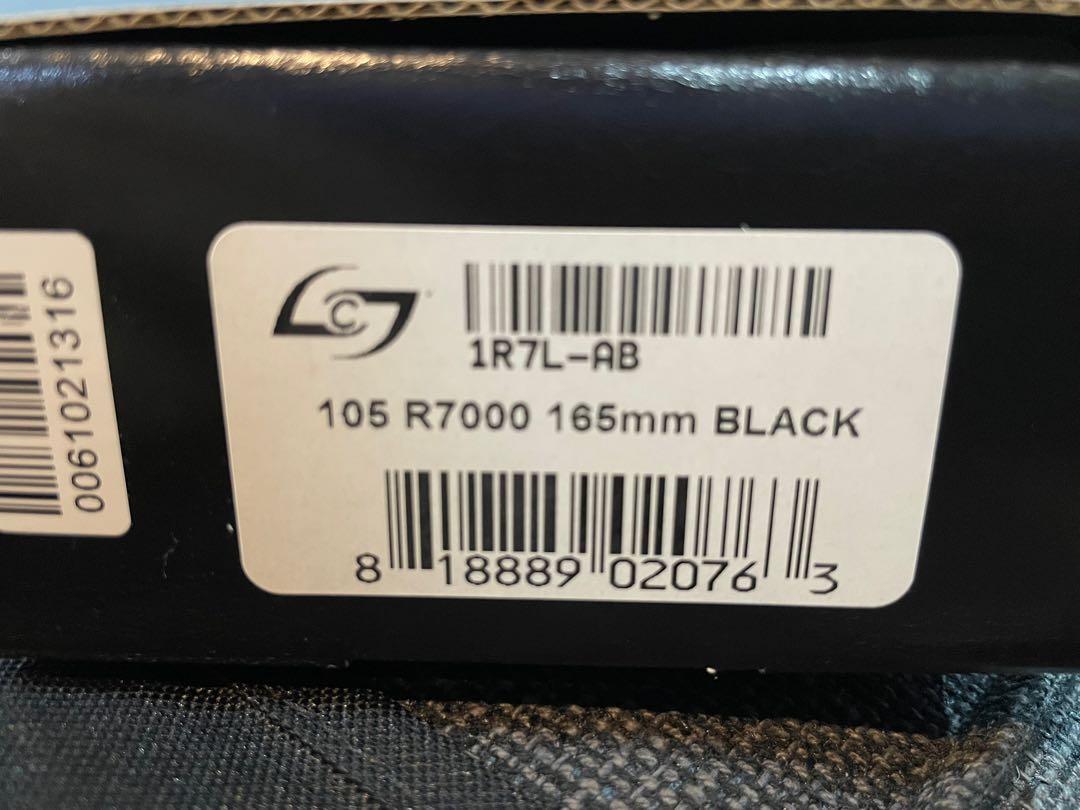 0061021316
C
1R7L-AB
105 R7000 165mm BLACK
8 18889 02076 3